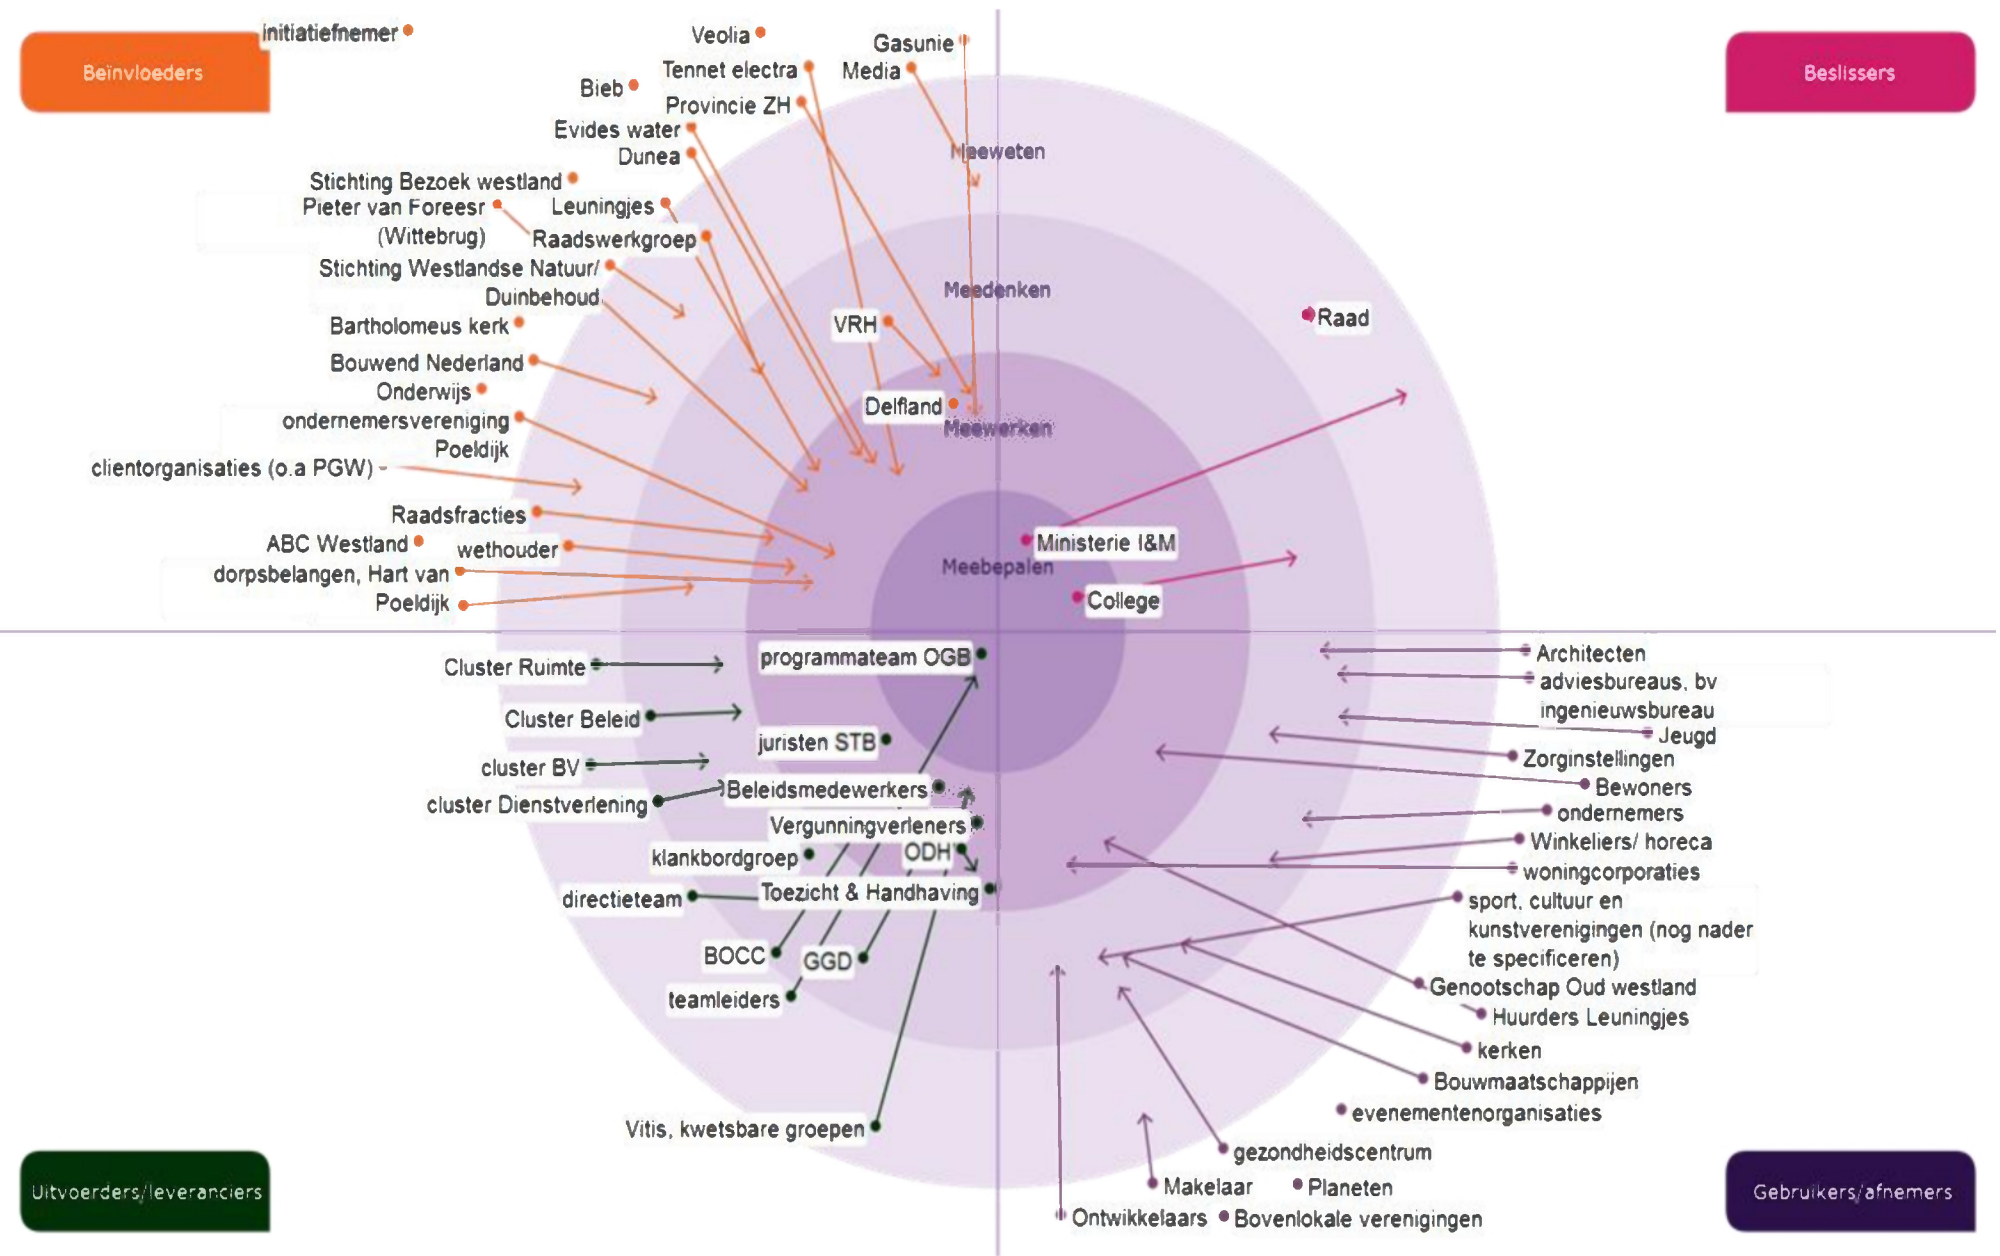 Beïnvloeders
initiatiefnemer
Veolia
Gasunie
Beslissers
Tennet electra
Media
Bieb
Provincie ZH
Evides water
Dunea
Meeweten
Stichting Bezoek westland
Pieter van Foreesr
(Wittebrug)
Leuningjes
Raadswerkgroep
Stichting Westlandse Natuur/
Duinbehoud
Meedenken
Bartholomeus kerk
VRH
Raad
Bouwend Nederland
Onderwijs
Delfland
ondernemersvereniging
Poeldijk
Meewerken
clientorganisaties (o.a PGW)
Raadsfracties
ABC Westland
wethouder
Ministerie I&M
Meebepalen
dorpsbelangen, Hart van
Poeldijk
College
programmateam OGB
Cluster Ruimte
Architecten
adviesbureaus, bv
ingenieuwsbureau
Cluster Beleid
juristen STB
Jeugd
Zorginstellingen
cluster BV
Beleidsmedewerkers
Bewoners
cluster Dienstverlening
ondernemers
Vergunningverleners
Winkeliers/ horeca
klankbordgroep
ODH
woningcorporaties
directieteam
Toezicht & Handhaving
sport, cultuur en
kunstverenigingen (nog nader
te specificeren)
BOCC
GGD
Genootschap Oud westland
teamleiders
Huurders Leuningjes
kerken
Bouwmaatschappijen
evenementenorganisaties
Vitis, kwetsbare groepen
gezondheidscentrum
Makelaar
Planeten
Ontwikkelaars
Bovenlokale verenigingen
Uitvoerders/leveranciers
Gebruikers/afnemers